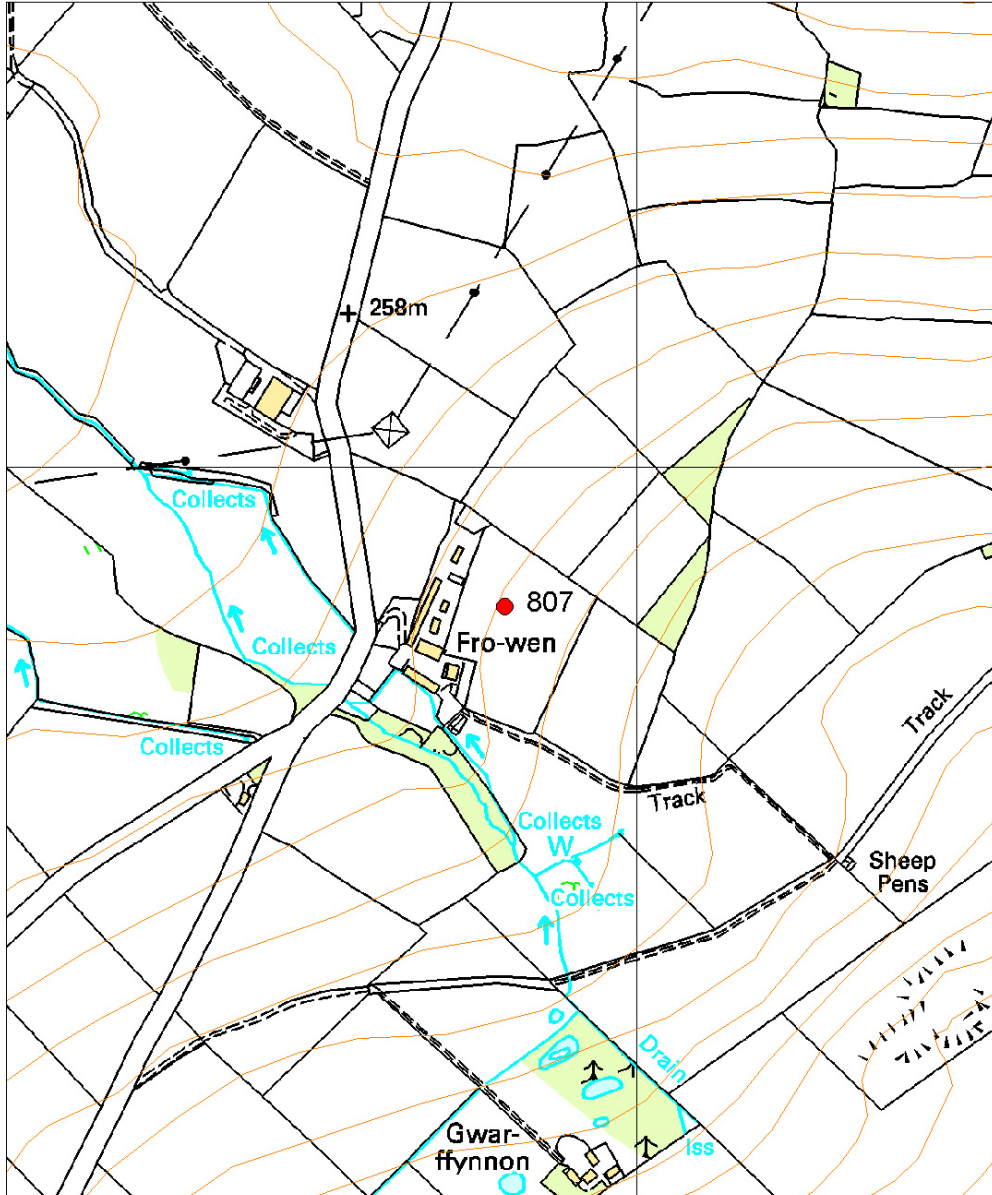 258m
Collects
807
Fro-wen
Collects
Track
Collects
Track
Collects
W
Sheep
Pens
Collects
Drain
Gwar-
ffynnon
Iss